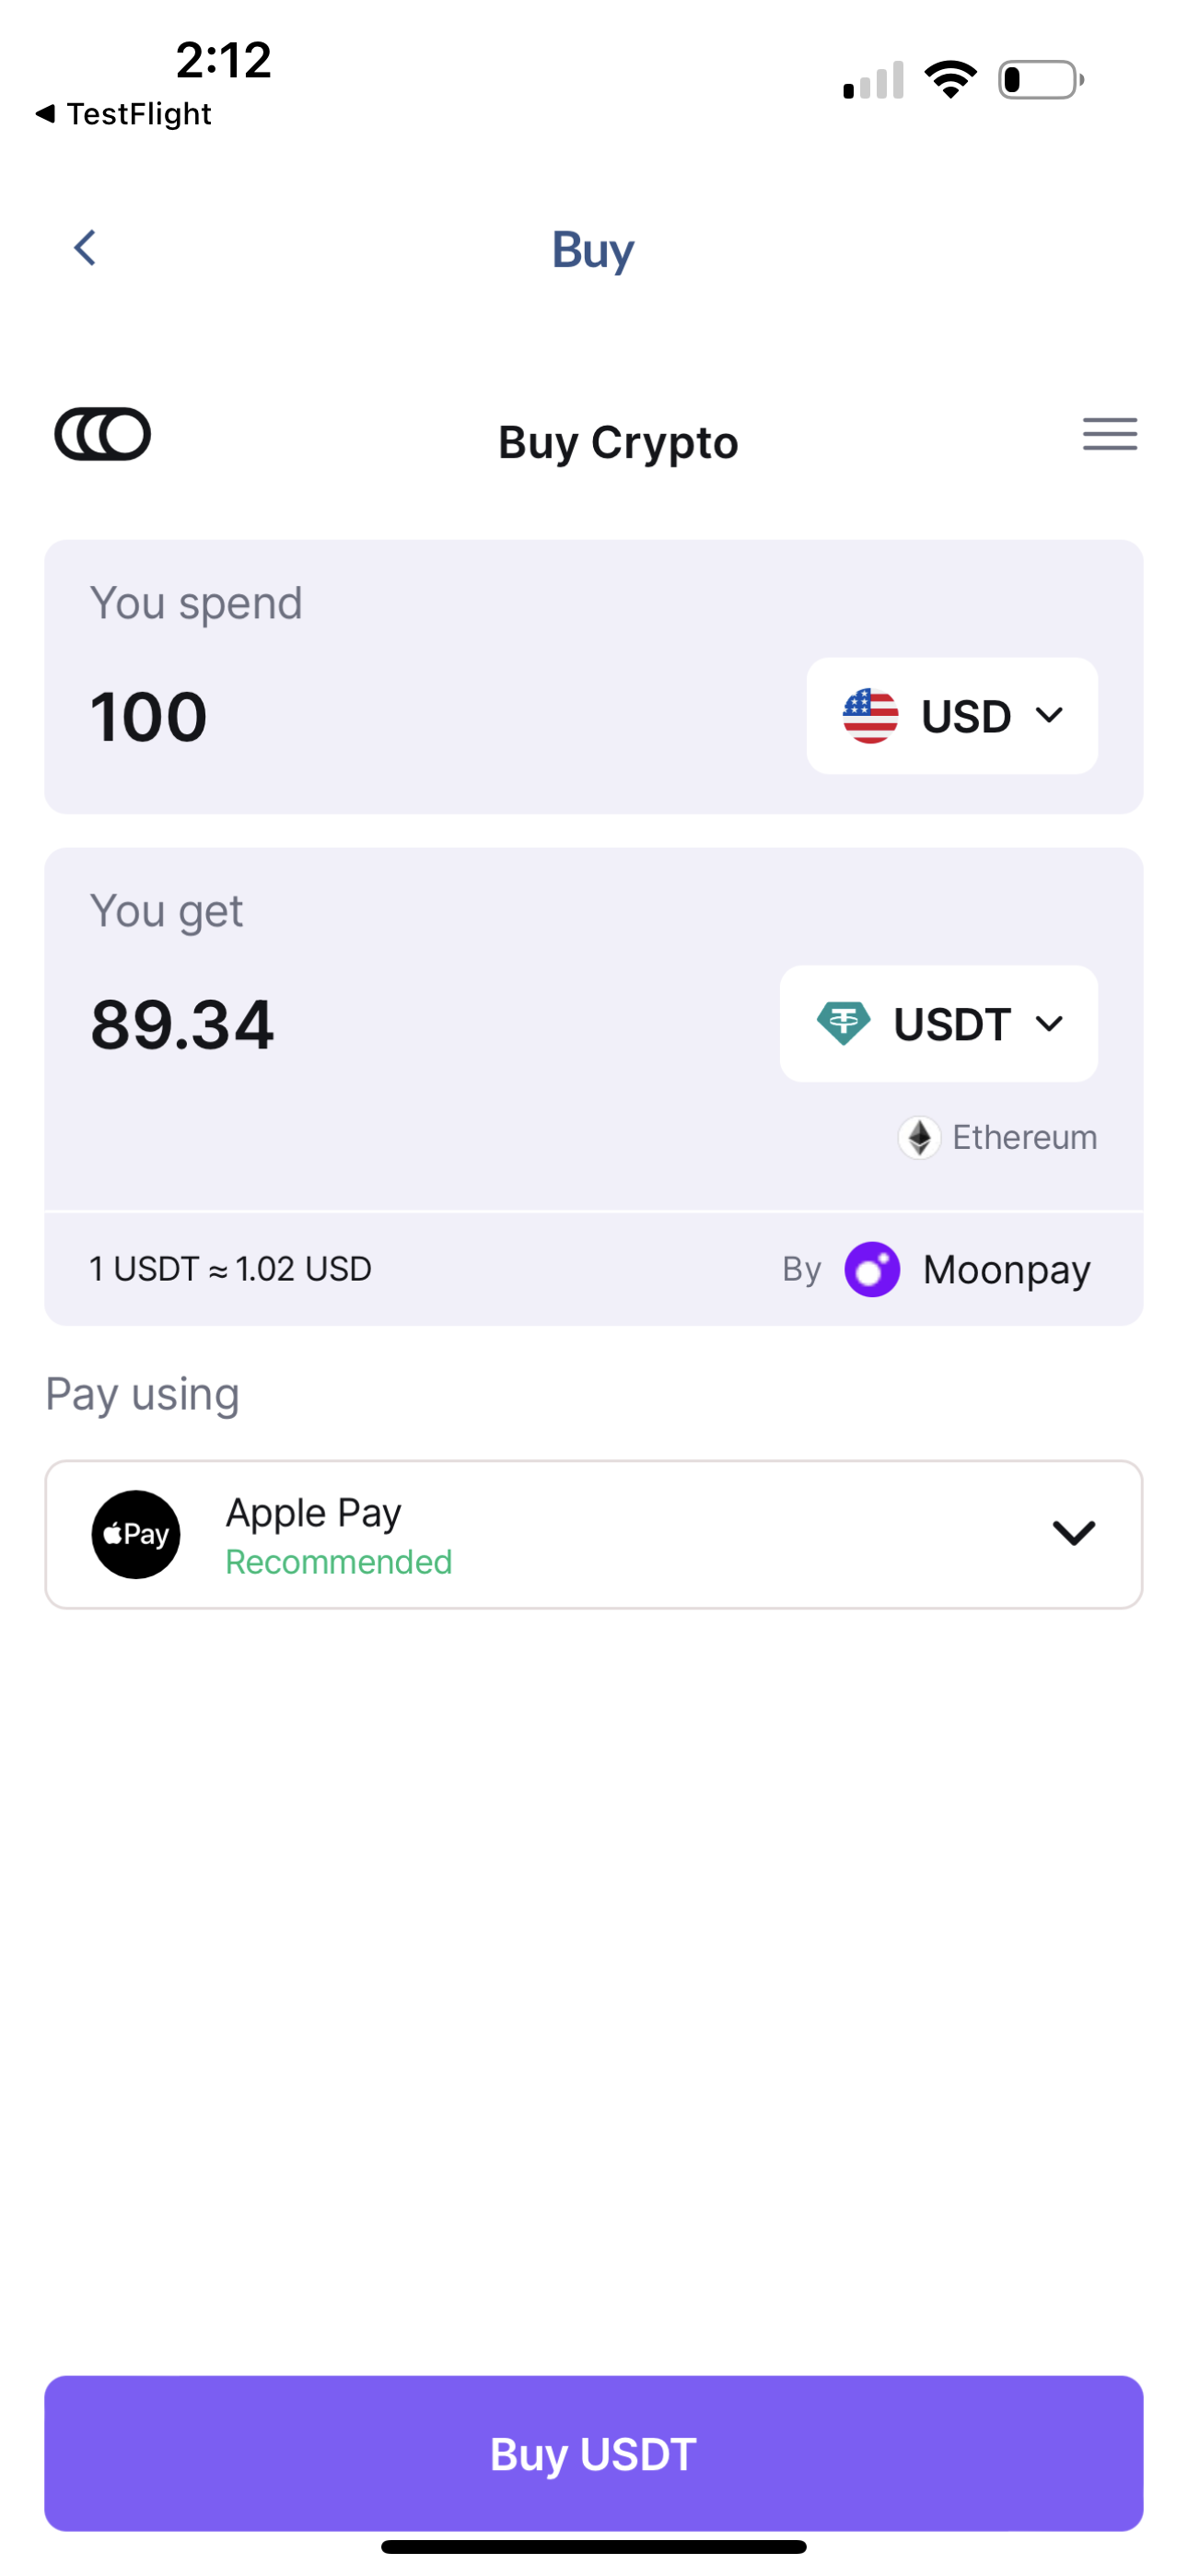 2:12
TestFlight
Buy
Buy Crypto
You spend
100
USD
You get
89.34
USDT
Ethereum
1 USDT ≈ 1.02 USD
By Moonpay
Pay using
Pay
Apple Pay
Recommended
Buy USDT